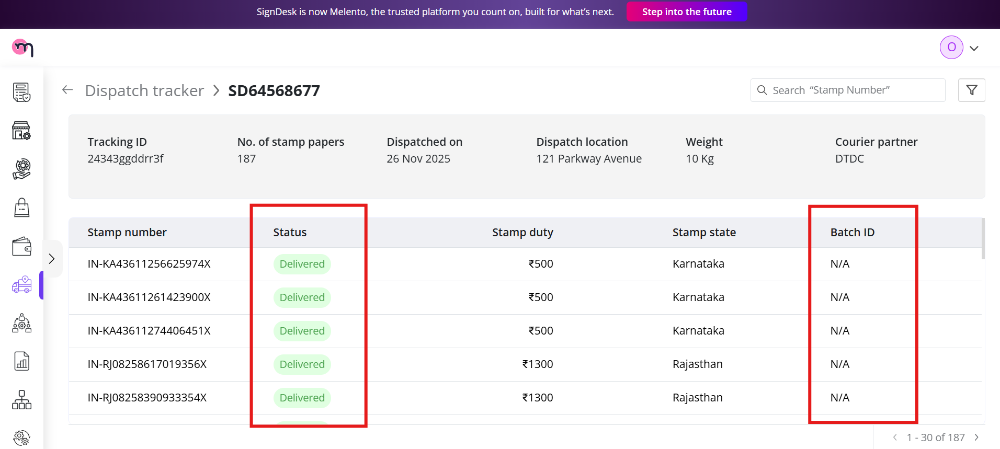 SignDesk is now Melento, the trusted platform you count on, built for what's next. Step into the future
m
O
Dispatch tracker > SD64568677
Search “Stamp Number”
Tracking ID No. of stamp papers Dispatched on Dispatch location Weight Courier partner
24343ggddrr3f 187 26 Nov 2025 121 Parkway Avenue 10 Kg DTDC
Stamp number Status Stamp duty Stamp state Batch ID
IN-KA43611256625974X Delivered ₹500 Karnataka N/A
IN-KA43611261423900X Delivered ₹500 Karnataka N/A
IN-KA43611274406451X Delivered ₹500 Karnataka N/A
IN-RJ08258617019356X Delivered ₹1300 Rajasthan N/A
IN-RJ08258390933354X Delivered ₹1300 Rajasthan N/A
1 - 30 of 187